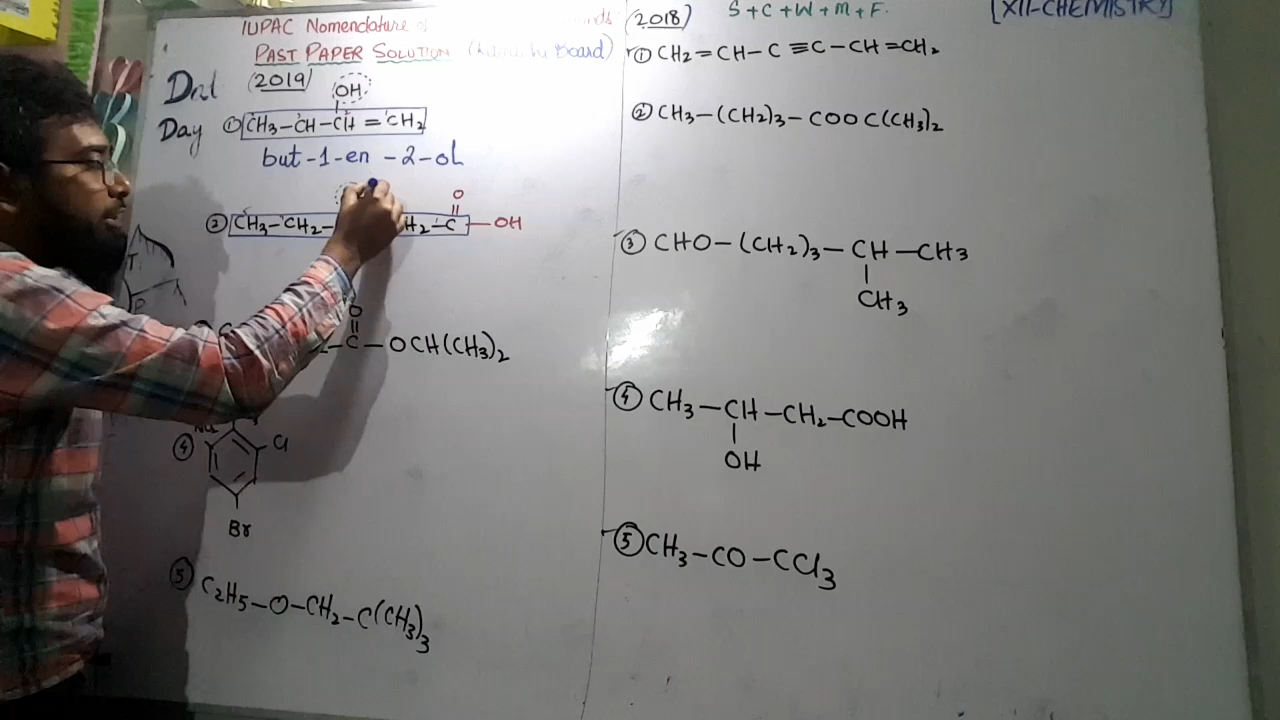 IUPAC Nomenclature
PAST PAPER SOLUTION Board)
(2019)
Day
OH
① CH3-CH-CH=CH2
but-1-en-2-ol
O
② CH3-CH2- H2-C-OH
O
-C-OCH(CH3)2
④ Cl
Br
⑤ C2H5-O-CH2-C(CH3)3
(2018)
S+C+W+M+F.
[XII-CHEMISTRY]
① CH2=CH-C≡C-CH=CH2
② CH3-(CH2)3-COOC(CH3)2
③ CHO-(CH2)3-CH-CH3
CH3
④ CH3-CH-CH2-COOH
OH
⑤ CH3-CO-CCl3